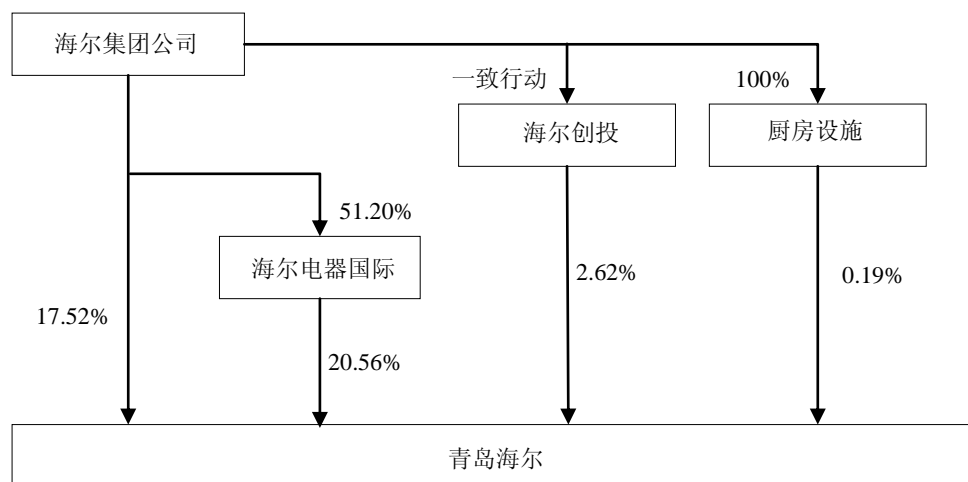 海尔集团公司
一致行动
100%
海尔创投
厨房设施
51.20%
海尔电器国际
2.62%
0.19%
17.52%
20.56%
青岛海尔